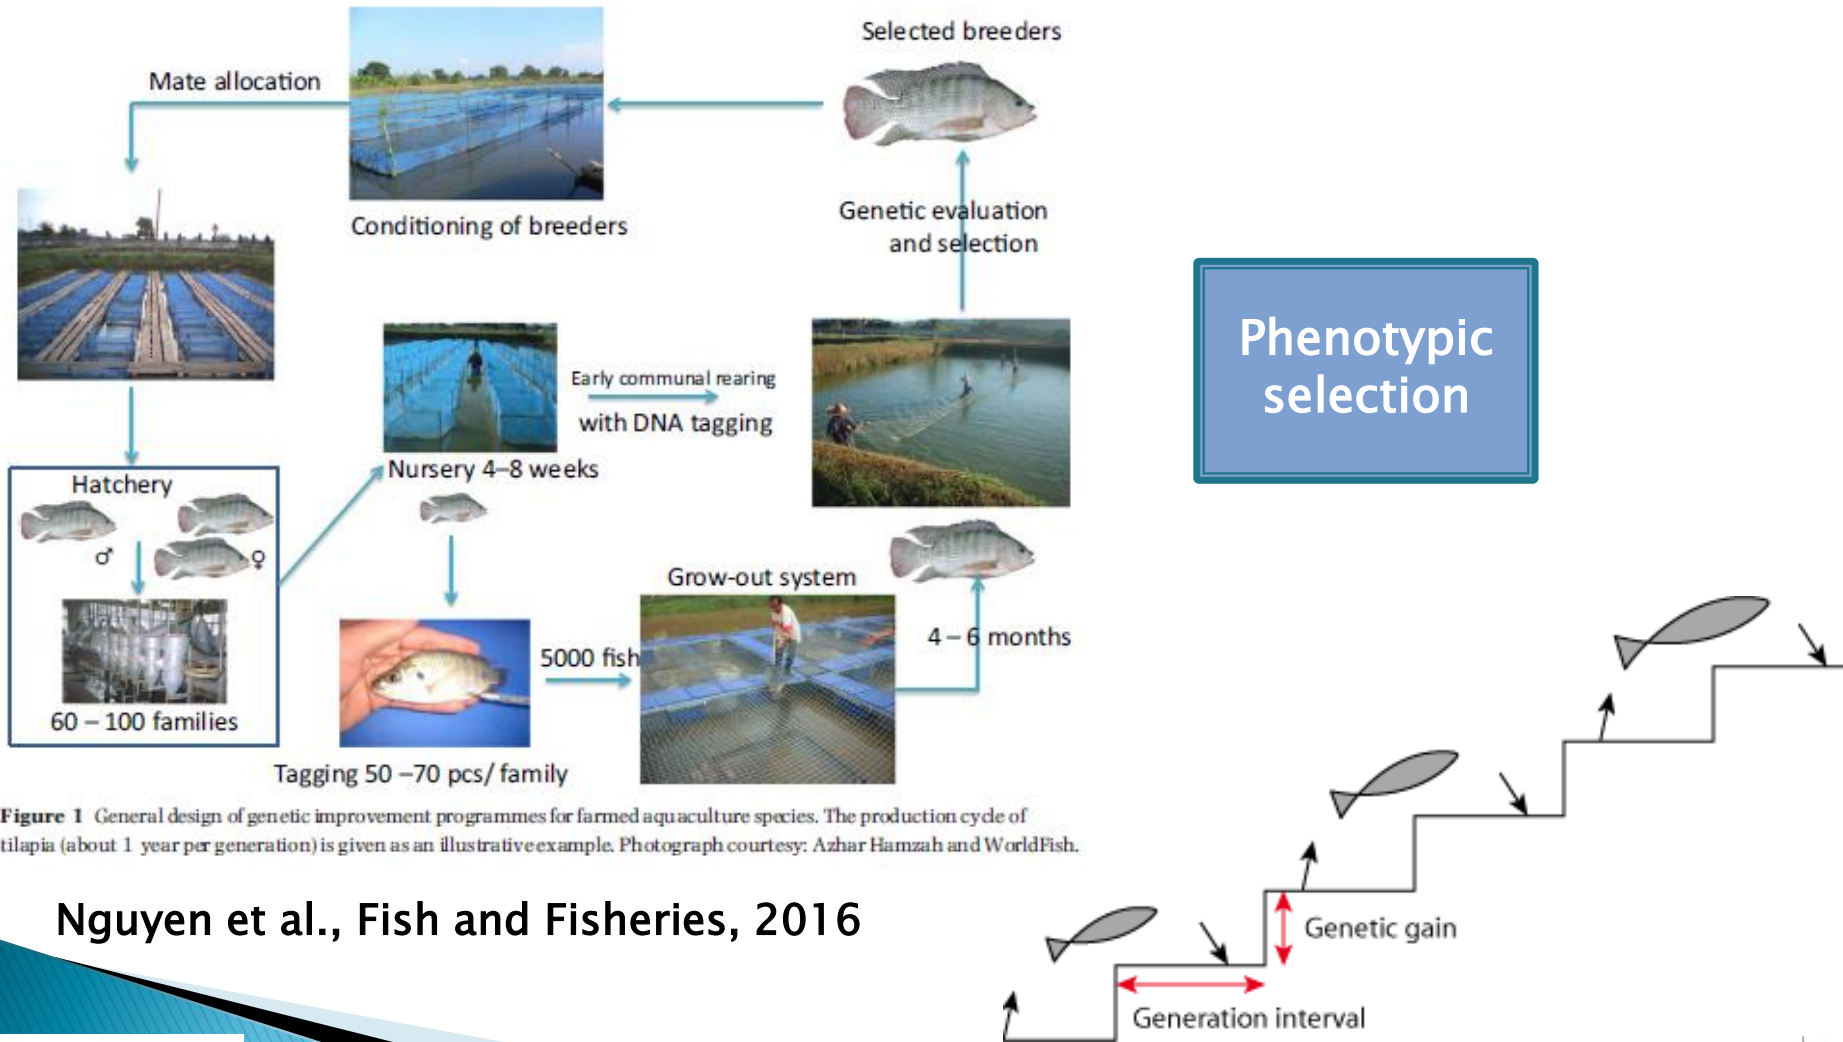 Selected breeders
Mate allocation
Conditioning of breeders
Genetic evaluation
and selection
Phenotypic
selection
Early communal rearing
with DNA tagging
Nursery 4–8 weeks
Hatchery
♂
♀
60 – 100 families
Grow-out system
5000 fish
4 – 6 months
Tagging 50 –70 pcs/ family
Figure 1 General design of genetic improvement programmes for farmed aquaculture species. The production cycle of
tilapia (about 1 year per generation) is given as an illustrative example. Photograph courtesy: Azhar Hamzah and WorldFish.
Nguyen et al., Fish and Fisheries, 2016
Genetic gain
Generation interval